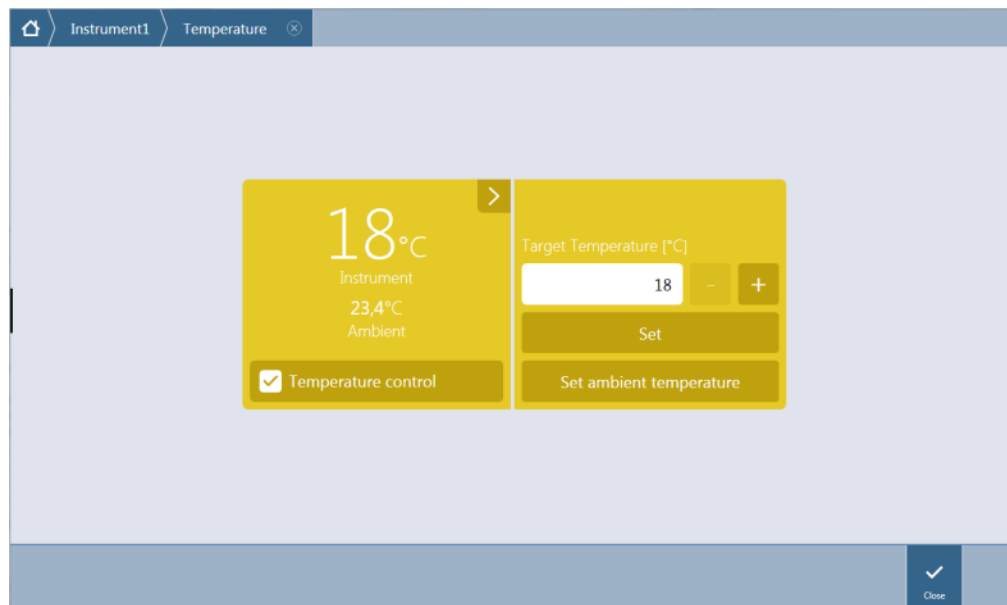 Instrument1 Temperature
18°C
Instrument
23,4°C
Ambient
Temperature control
Target Temperature [°C]
18 - +
Set
Set ambient temperature
Close